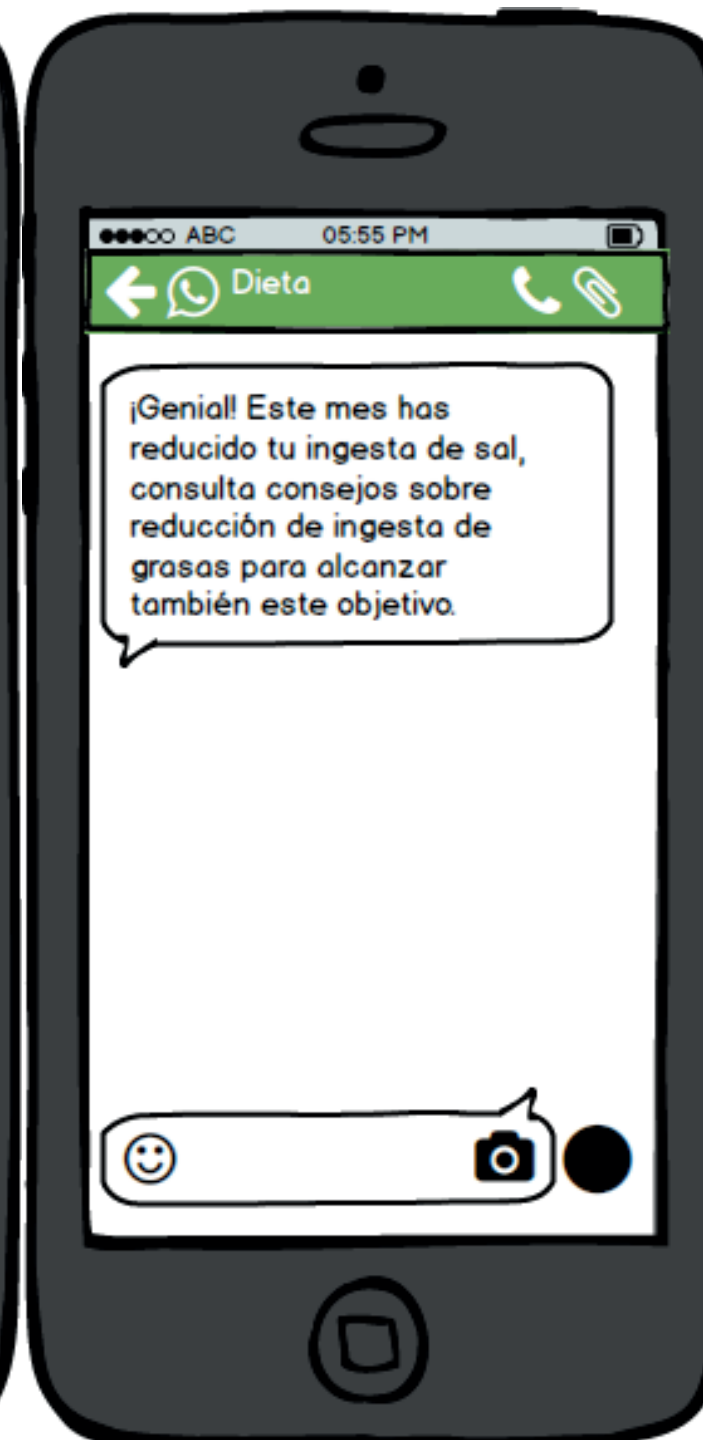 ABC 05:55 PM
Dieta
¡Genial! Este mes has
reducido tu ingesta de sal,
consulta consejos sobre
reducción de ingesta de
grasas para alcanzar
también este objetivo.